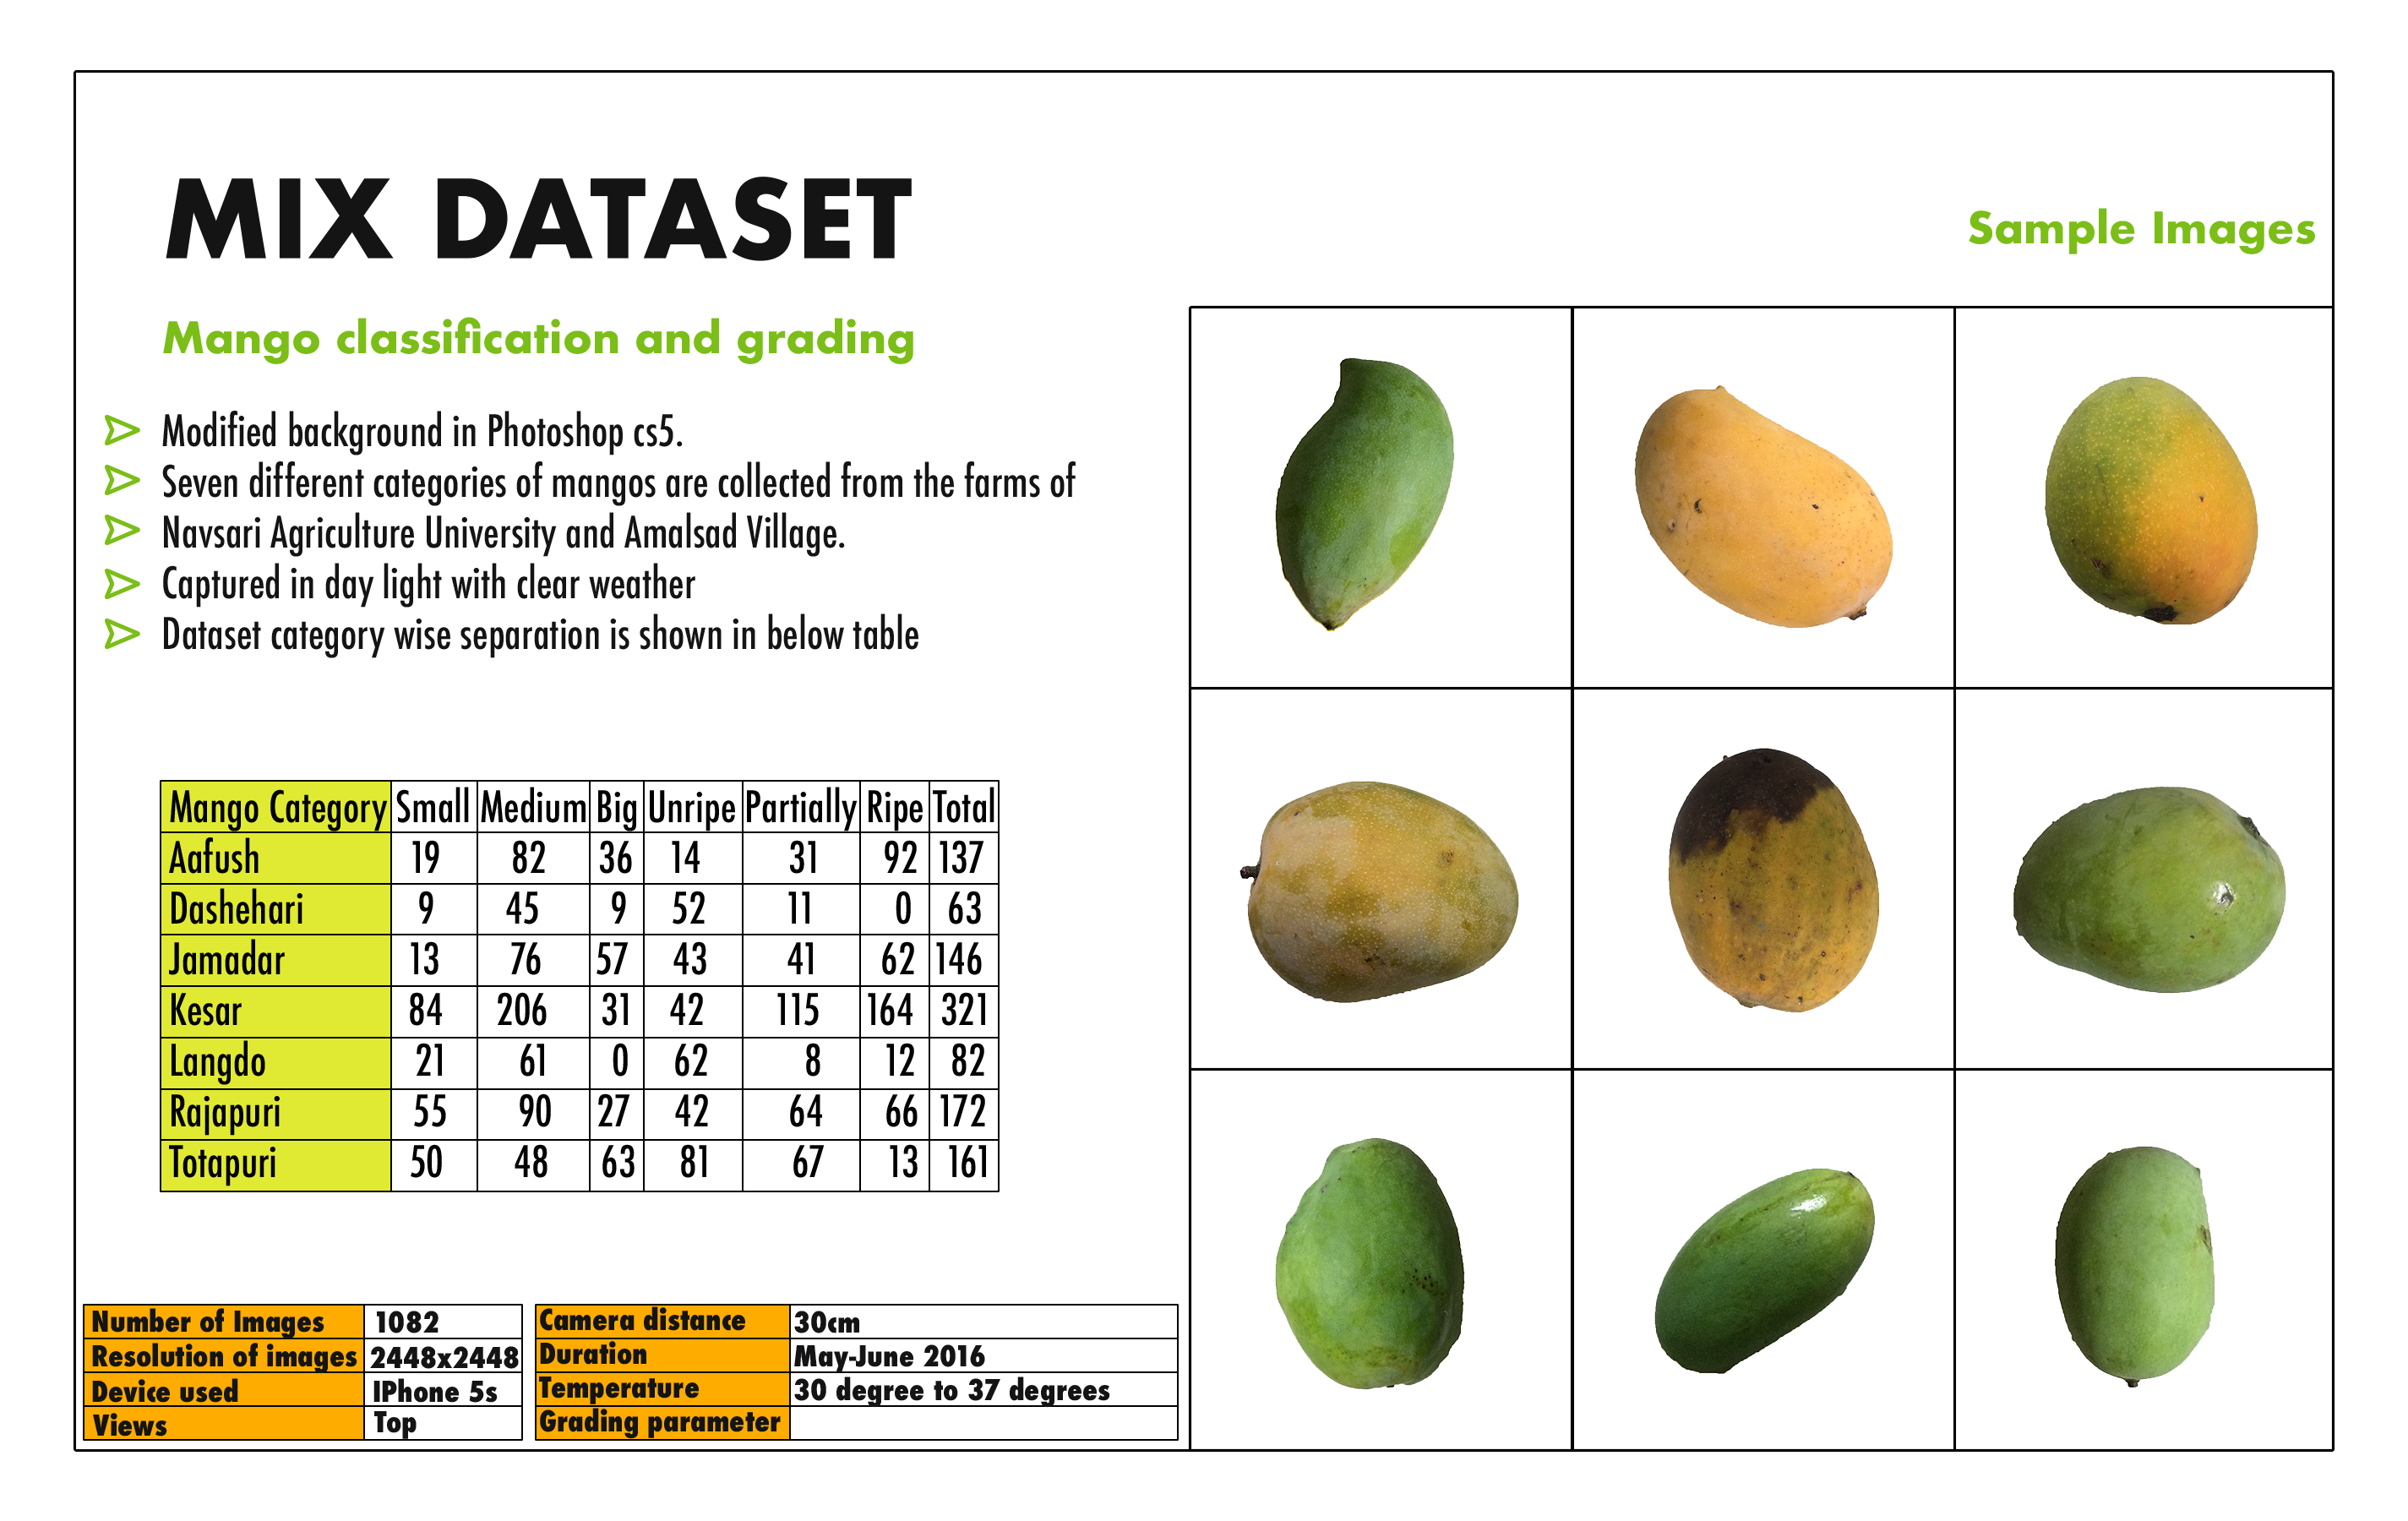 MIX DATASET
Sample Images
Mango classification and grading
Modified background in Photoshop cs5.
Seven different categories of mangos are collected from the farms of
Navsari Agriculture University and Amalsad Village.
Captured in day light with clear weather
Dataset category wise separation is shown in below table
Mango Category Small Medium Big Unripe Partially Ripe Total
Aafush 19 82 36 14 31 92 137
Dashehari 9 45 9 52 11 0 63
Jamadar 13 76 57 43 41 62 146
Kesar 84 206 31 42 115 164 321
Langdo 21 61 0 62 8 12 82
Rajapuri 55 90 27 42 64 66 172
Totapuri 50 48 63 81 67 13 161
Number of Images 1082
Resolution of images 2448x2448
Device used IPhone 5s
Views Top
Camera distance 30cm
Duration May-June 2016
Temperature 30 degree to 37 degrees
Grading parameter